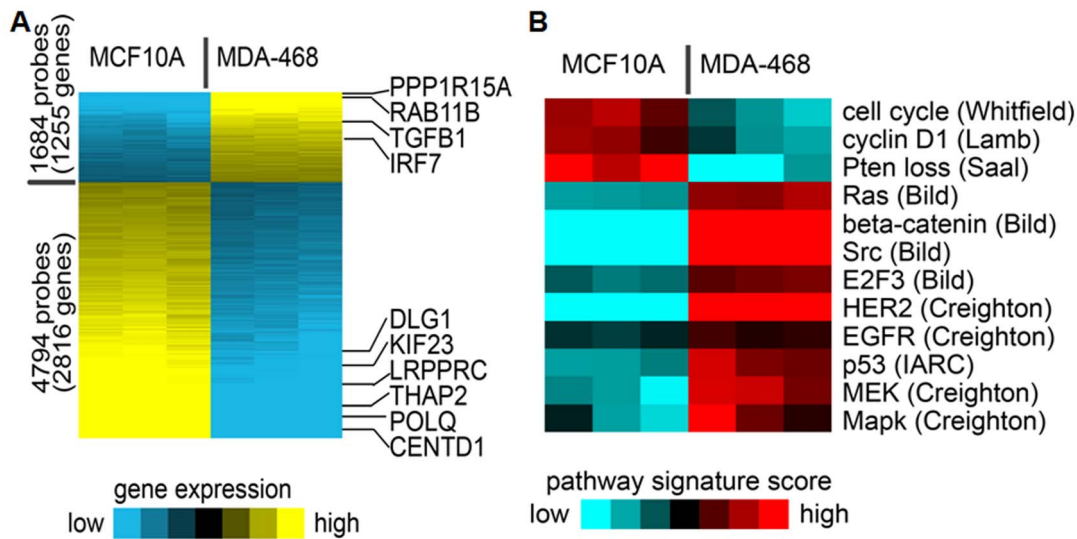 A
MCF10A
MDA-468
1684 probes
(1255 genes)
4794 probes
(2816 genes)
PPP1R15A
RAB11B
TGFB1
IRF7
DLG1
KIF23
LRPPRC
THAP2
POLQ
CENTD1
gene expression
low
high
B
MCF10A
MDA-468
cell cycle (Whitfield)
cyclin D1 (Lamb)
Pten loss (Saal)
Ras (Bild)
beta-catenin (Bild)
Src (Bild)
E2F3 (Bild)
HER2 (Creighton)
EGFR (Creighton)
p53 (IARC)
MEK (Creighton)
Mapk (Creighton)
pathway signature score
low
high